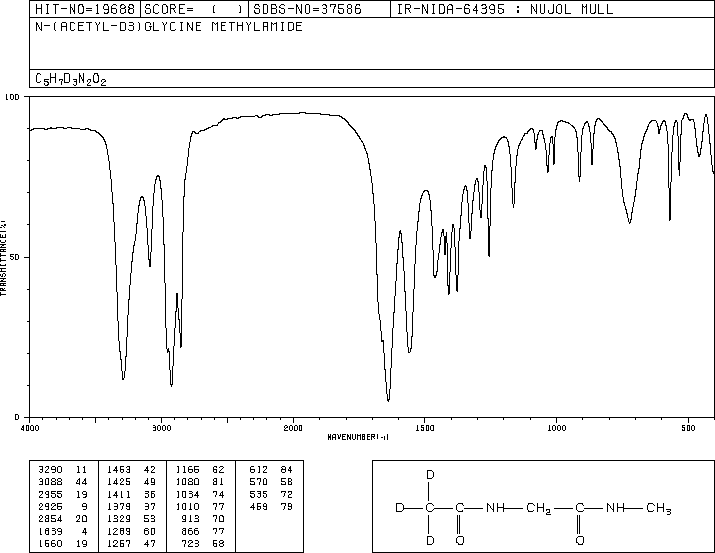 HIT-NO=19688 SCORE= ( ) SDBS-NO=37586 IR-NIDA-64395 : NUJOL MULL
N-(ACETYL-D3)GLYCINE METHYLAMIDE
C5H7D3N2O2
100
50
0
TRANSMITTANCE(%)
4000 3000 2000 1500 1000 500
WAVENUMBER(-1)
3290 11 1463 42 1166 62 612 84
3088 44 1425 49 1080 81 570 58
2955 19 1411 36 1034 74 535 72
2925 9 1379 37 1010 77 459 79
2854 20 1329 53 913 70
1639 4 1289 60 866 77
1560 19 1257 47 723 58
D
D C C NH CH2 C NH CH3
D O O